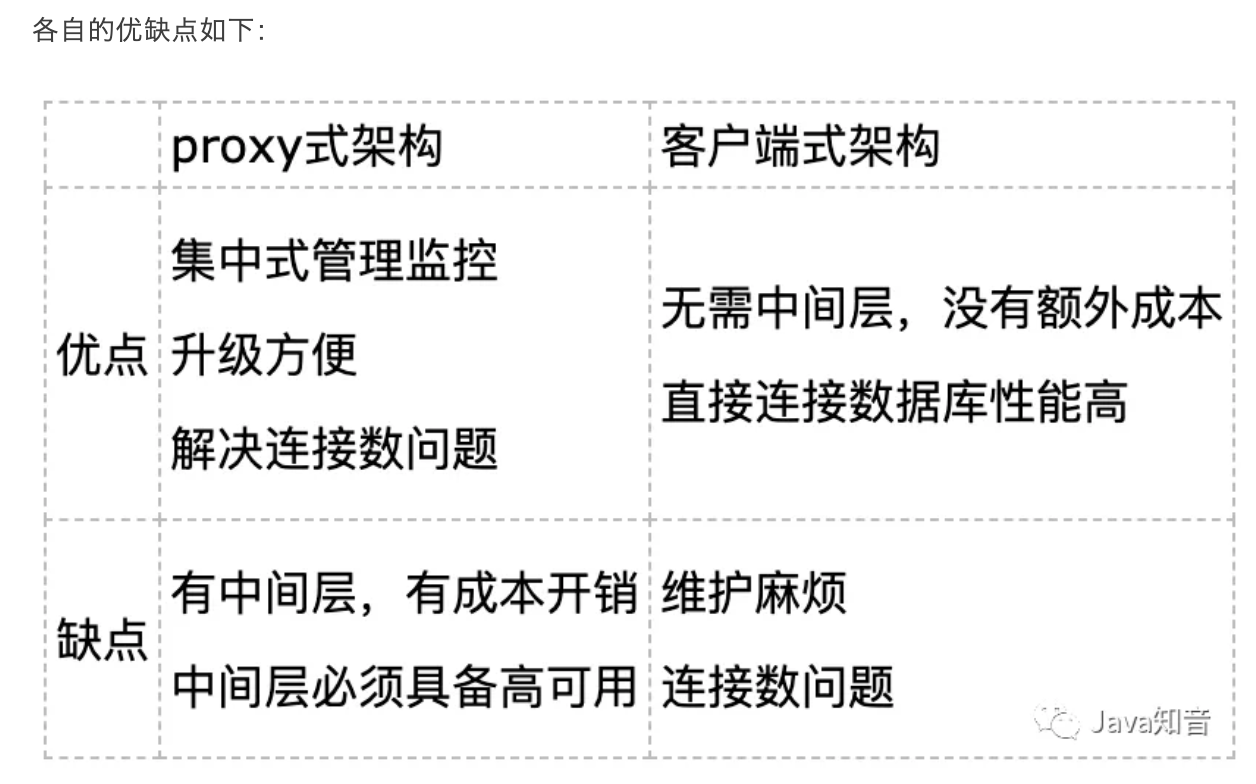 各自的优缺点如下：
proxy式架构 客户端式架构
优点
集中式管理监控
升级方便
解决连接数问题
无需中间层，没有额外成本
直接连接数据库性能高
缺点
有中间层，有成本开销
中间层必须具备高可用
维护麻烦
连接数问题
Java知音